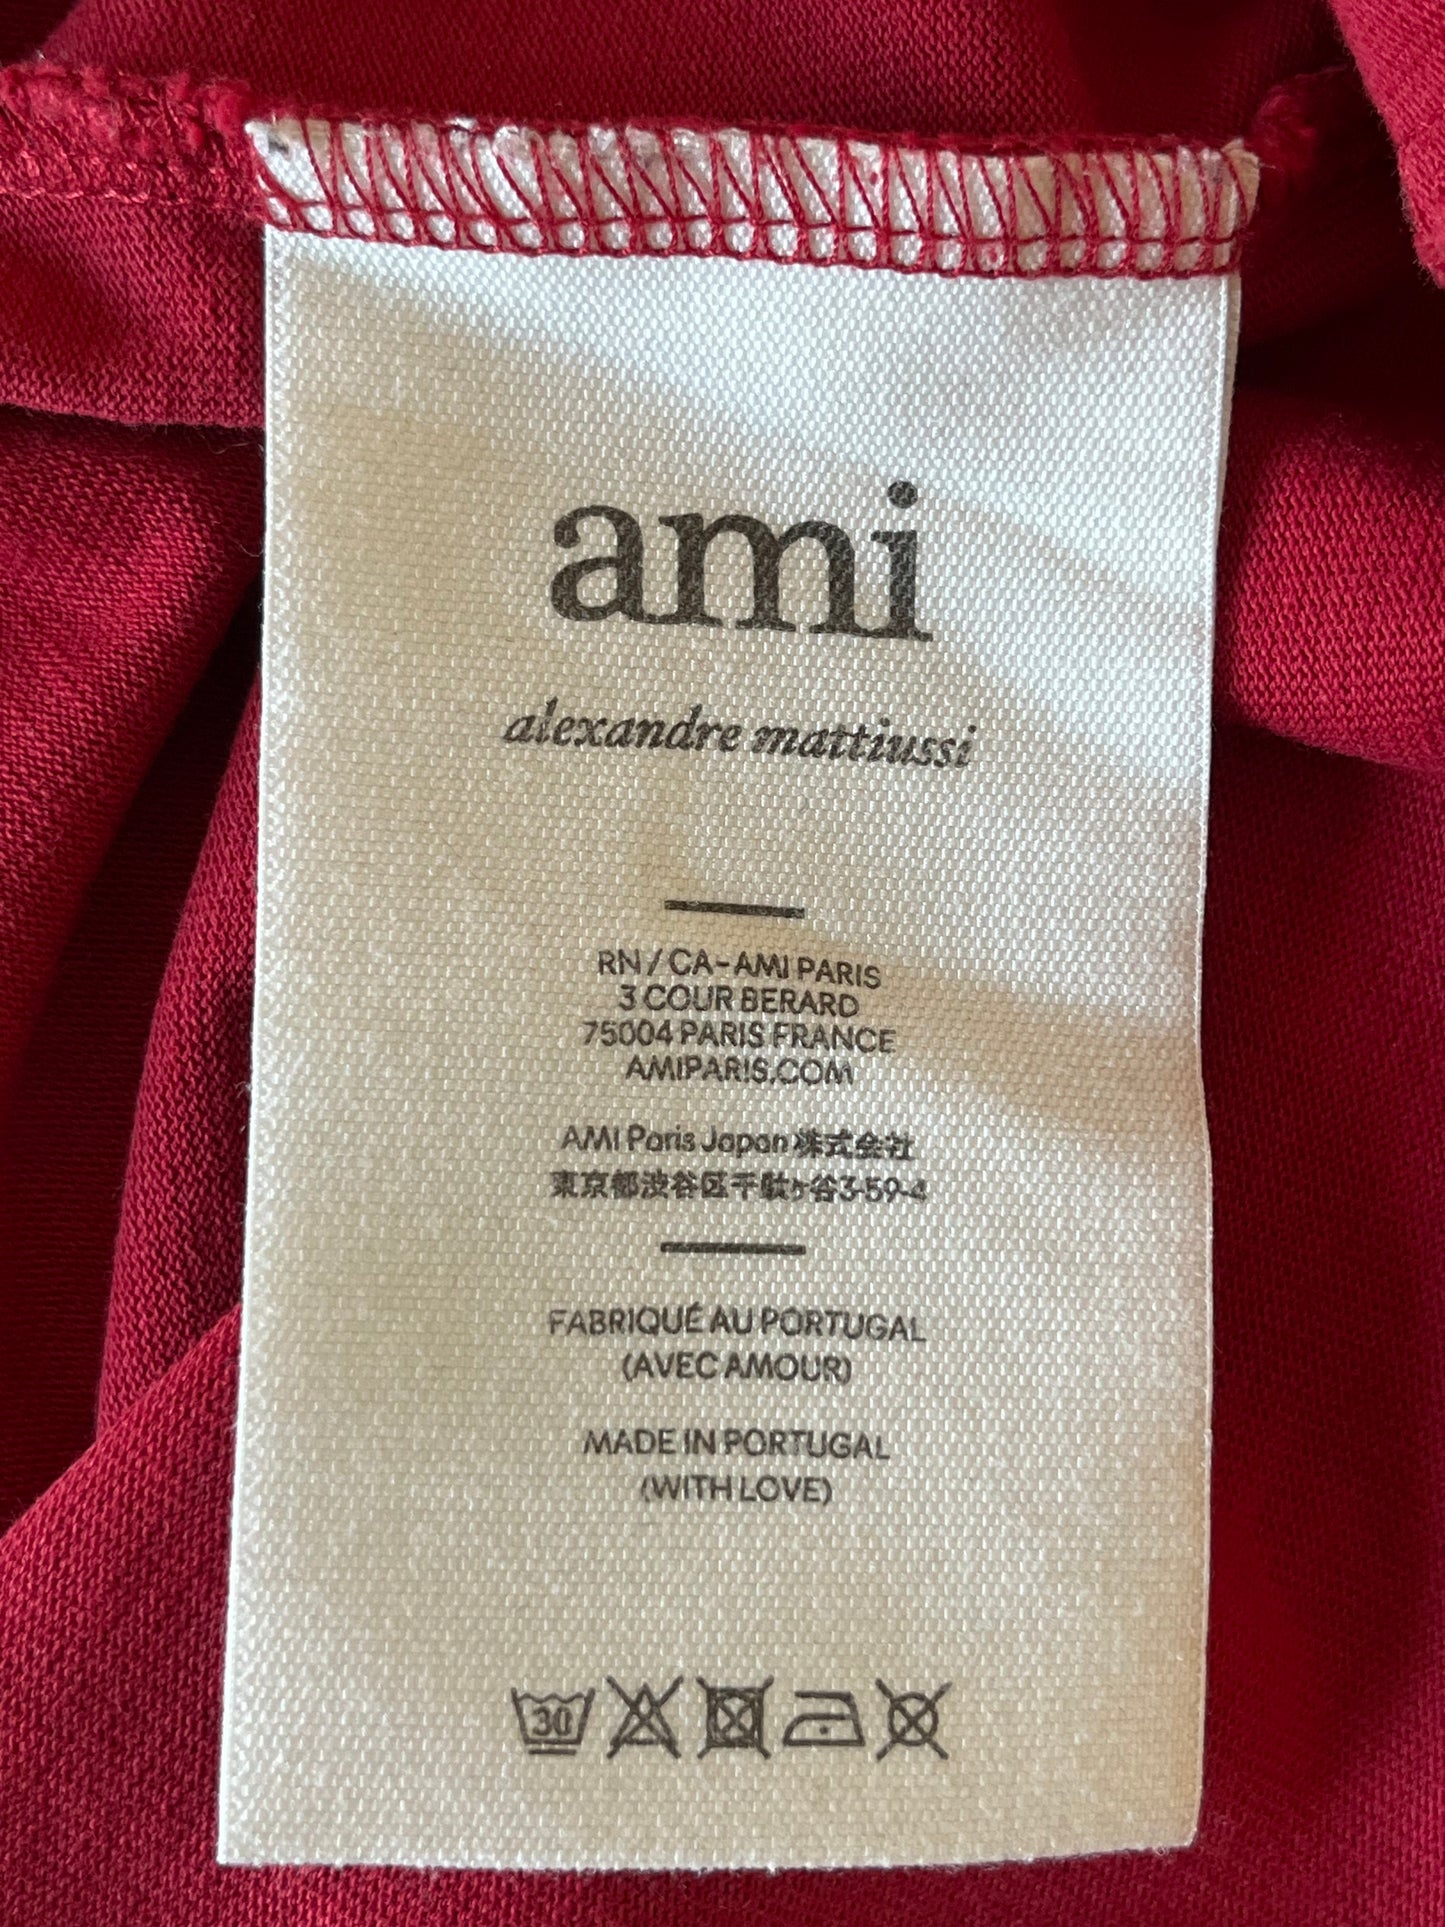 ami
alexandre mattiussi
RN / CA-AMI PARIS
3 COUR BERARD
75004 PARIS FRANCE
AMIPARIS.COM
AMI Paris Japan 株式会社
東京都渋谷区千駄ヶ谷3-59-4
FABRIQUÉ AU PORTUGAL
(AVEC AMOUR)
MADE IN PORTUGAL
(WITH LOVE)
30